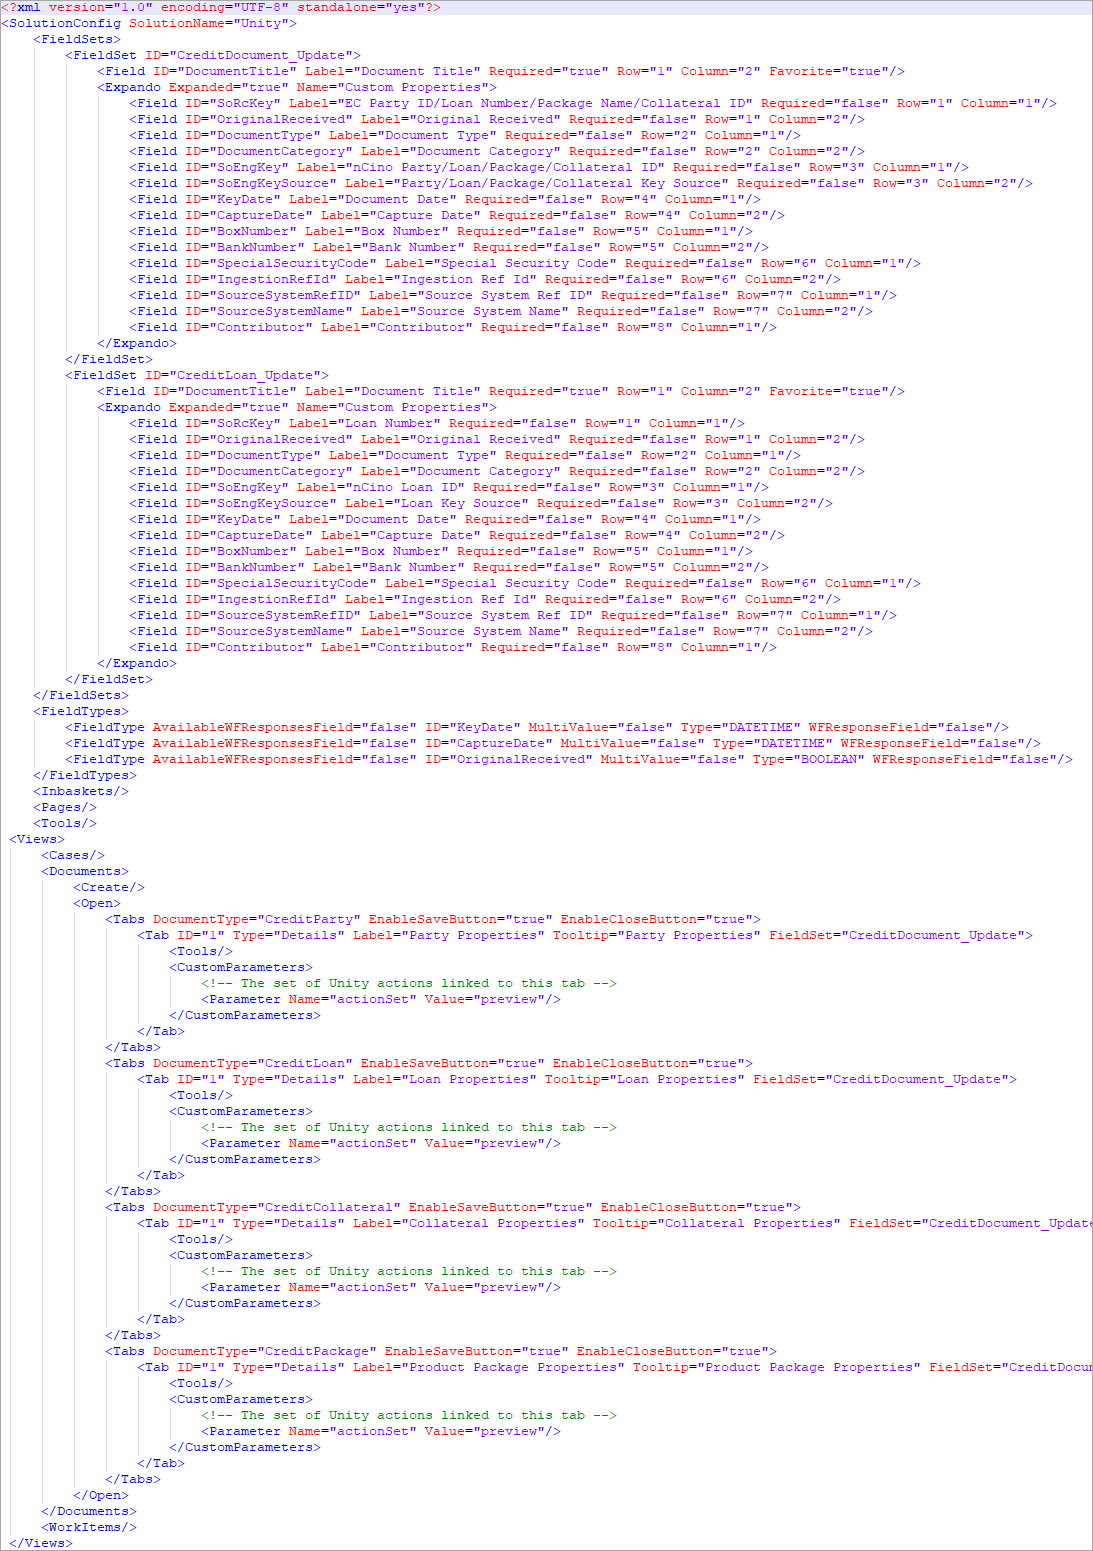 <?xml version="1.0" encoding="UTF-8" standalone="yes"?>
<SolutionConfig SolutionName="Unity">
<FieldSets>
<FieldSet ID="CreditDocument_Update">
<Field ID="DocumentTitle" Label="Document Title" Required="true" Row="1" Column="2" Favorite="true"/>
<Expando Expanded="true" Name="Custom Properties">
<Field ID="SoRcKey" Label="EC Party ID/Loan Number/Package Name/Collateral ID" Required="false" Row="1" Column="1"/>
<Field ID="OriginalReceived" Label="Original Received" Required="false" Row="1" Column="2"/>
<Field ID="DocumentType" Label="Document Type" Required="false" Row="2" Column="1"/>
<Field ID="DocumentCategory" Label="Document Category" Required="false" Row="2" Column="2"/>
<Field ID="SoEngKey" Label="nCino Party/Loan/Package/Collateral ID" Required="false" Row="3" Column="1"/>
<Field ID="SoEngKeySource" Label="Party/Loan/Package/Collateral Key Source" Required="false" Row="3" Column="2"/>
<Field ID="KeyDate" Label="Document Date" Required="false" Row="4" Column="1"/>
<Field ID="CaptureDate" Label="Capture Date" Required="false" Row="4" Column="2"/>
<Field ID="BoxNumber" Label="Box Number" Required="false" Row="5" Column="1"/>
<Field ID="BankNumber" Label="Bank Number" Required="false" Row="5" Column="2"/>
<Field ID="SpecialSecurityCode" Label="Special Security Code" Required="false" Row="6" Column="1"/>
<Field ID="IngestionRefId" Label="Ingestion Ref Id" Required="false" Row="6" Column="2"/>
<Field ID="SourceSystemRefID" Label="Source System Ref ID" Required="false" Row="7" Column="1"/>
<Field ID="SourceSystemName" Label="Source System Name" Required="false" Row="7" Column="2"/>
<Field ID="Contributor" Label="Contributor" Required="false" Row="8" Column="1"/>
</Expando>
</FieldSet>
<FieldSet ID="CreditLoan_Update">
<Field ID="DocumentTitle" Label="Document Title" Required="true" Row="1" Column="2" Favorite="true"/>
<Expando Expanded="true" Name="Custom Properties">
<Field ID="SoRcKey" Label="Loan Number" Required="false" Row="1" Column="1"/>
<Field ID="OriginalReceived" Label="Original Received" Required="false" Row="1" Column="2"/>
<Field ID="DocumentType" Label="Document Type" Required="false" Row="2" Column="1"/>
<Field ID="DocumentCategory" Label="Document Category" Required="false" Row="2" Column="2"/>
<Field ID="SoEngKey" Label="nCino Loan ID" Required="false" Row="3" Column="1"/>
<Field ID="SoEngKeySource" Label="Loan Key Source" Required="false" Row="3" Column="2"/>
<Field ID="KeyDate" Label="Document Date" Required="false" Row="4" Column="1"/>
<Field ID="CaptureDate" Label="Capture Date" Required="false" Row="4" Column="2"/>
<Field ID="BoxNumber" Label="Box Number" Required="false" Row="5" Column="1"/>
<Field ID="BankNumber" Label="Bank Number" Required="false" Row="5" Column="2"/>
<Field ID="SpecialSecurityCode" Label="Special Security Code" Required="false" Row="6" Column="1"/>
<Field ID="IngestionRefId" Label="Ingestion Ref Id" Required="false" Row="6" Column="2"/>
<Field ID="SourceSystemRefID" Label="Source System Ref ID" Required="false" Row="7" Column="1"/>
<Field ID="SourceSystemName" Label="Source System Name" Required="false" Row="7" Column="2"/>
<Field ID="Contributor" Label="Contributor" Required="false" Row="8" Column="1"/>
</Expando>
</FieldSet>
</FieldSets>
<FieldTypes>
<FieldType AvailableWFResponsesField="false" ID="KeyDate" MultiValue="false" Type="DATETIME" WFResponseField="false"/>
<FieldType AvailableWFResponsesField="false" ID="CaptureDate" MultiValue="false" Type="DATETIME" WFResponseField="false"/>
<FieldType AvailableWFResponsesField="false" ID="OriginalReceived" MultiValue="false" Type="BOOLEAN" WFResponseField="false"/>
</FieldTypes>
<Inbaskets/>
<Pages/>
<Tools/>
<Views>
<Cases/>
<Documents>
<Create/>
<Open>
<Tabs DocumentType="CreditParty" EnableSaveButton="true" EnableCloseButton="true">
<Tab ID="1" Type="Details" Label="Party Properties" Tooltip="Party Properties" FieldSet="CreditDocument_Update">
<Tools/>
<CustomParameters>
<!-- The set of Unity actions linked to this tab -->
<Parameter Name="actionSet" Value="preview"/>
</CustomParameters>
</Tab>
</Tabs>
<Tabs DocumentType="CreditLoan" EnableSaveButton="true" EnableCloseButton="true">
<Tab ID="1" Type="Details" Label="Loan Properties" Tooltip="Loan Properties" FieldSet="CreditDocument_Update">
<Tools/>
<CustomParameters>
<!-- The set of Unity actions linked to this tab -->
<Parameter Name="actionSet" Value="preview"/>
</CustomParameters>
</Tab>
</Tabs>
<Tabs DocumentType="CreditCollateral" EnableSaveButton="true" EnableCloseButton="true">
<Tab ID="1" Type="Details" Label="Collateral Properties" Tooltip="Collateral Properties" FieldSet="CreditDocument_Update
<Tools/>
<CustomParameters>
<!-- The set of Unity actions linked to this tab -->
<Parameter Name="actionSet" Value="preview"/>
</CustomParameters>
</Tab>
</Tabs>
<Tabs DocumentType="CreditPackage" EnableSaveButton="true" EnableCloseButton="true">
<Tab ID="1" Type="Details" Label="Product Package Properties" Tooltip="Product Package Properties" FieldSet="CreditDocu
<Tools/>
<CustomParameters>
<!-- The set of Unity actions linked to this tab -->
<Parameter Name="actionSet" Value="preview"/>
</CustomParameters>
</Tab>
</Tabs>
</Open>
</Documents>
<WorkItems/>
</Views>